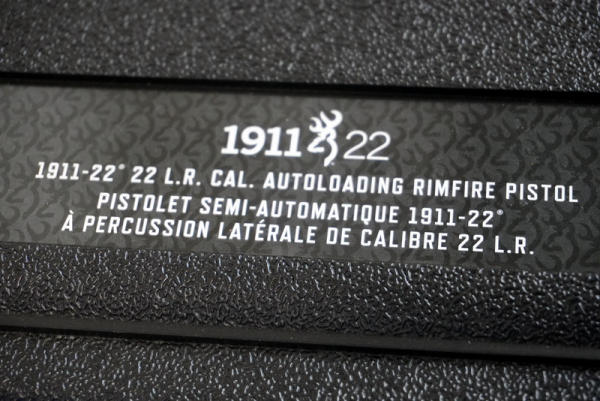 1911 22
1911-22° 22 L.R. CAL. AUTOLOADING RIMFIRE PISTOL
PISTOLET SEMI-AUTOMATIQUE 1911-22°
À PERCUSSION LATÉRALE DE CALIBRE 22 L.R.